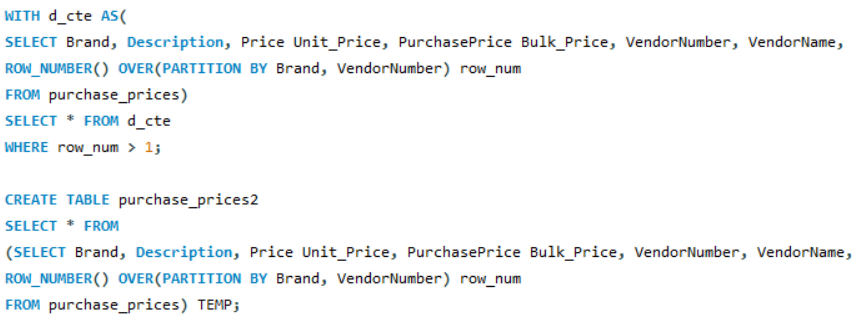 WITH d_cte AS(
SELECT Brand, Description, Price Unit_Price, PurchasePrice Bulk_Price, VendorNumber, VendorName,
ROW_NUMBER() OVER(PARTITION BY Brand, VendorNumber) row_num
FROM purchase_prices)
SELECT * FROM d_cte
WHERE row_num > 1;

CREATE TABLE purchase_prices2
SELECT * FROM
(SELECT Brand, Description, Price Unit_Price, PurchasePrice Bulk_Price, VendorNumber, VendorName,
ROW_NUMBER() OVER(PARTITION BY Brand, VendorNumber) row_num
FROM purchase_prices) TEMP;